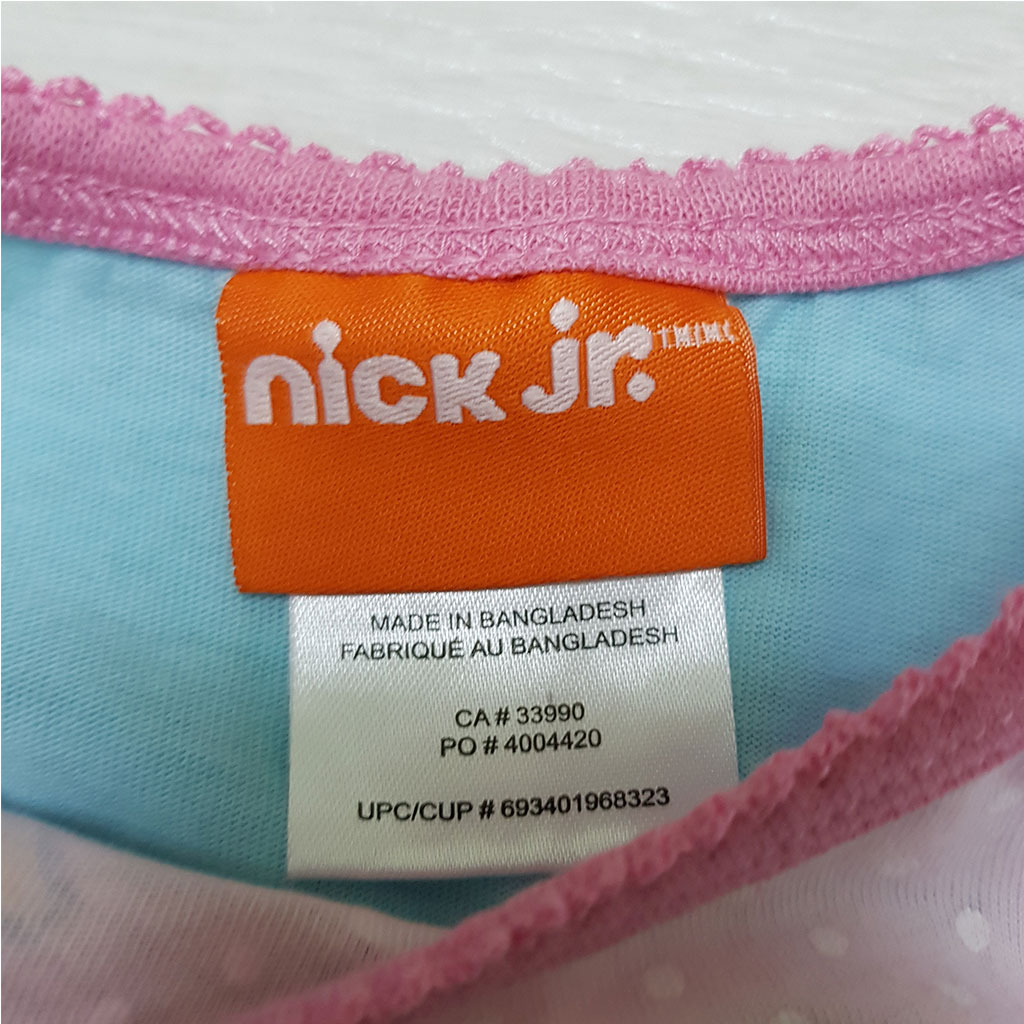 nick jr.
MADE IN BANGLADESH
FABRIQUÉ AU BANGLADESH
CA # 33990
PO # 4004420
UPC/CUP # 693401968323